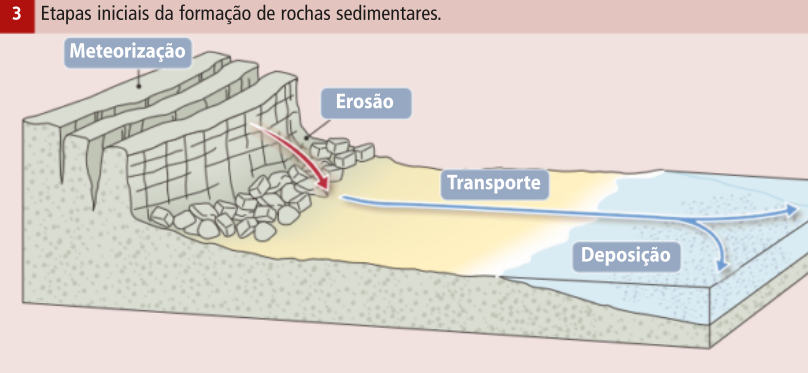 3 Etapas iniciais da formação de rochas sedimentares.
Meteorização
Erosão
Transporte
Deposição